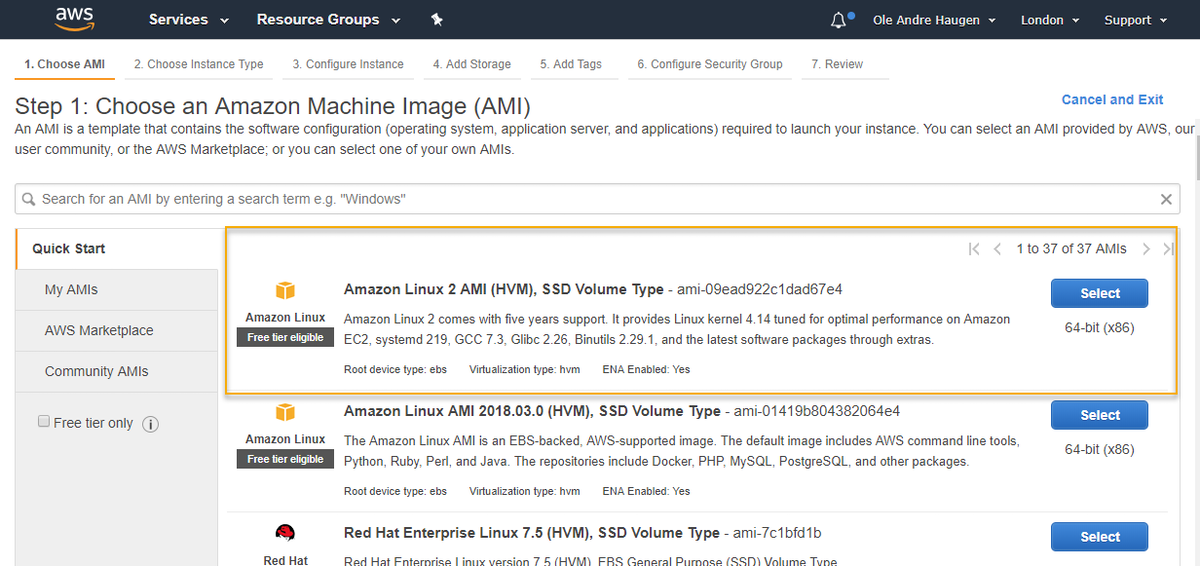 aws Services Resource Groups Ole Andre Haugen London Support
1. Choose AMI 2. Choose Instance Type 3. Configure Instance 4. Add Storage 5. Add Tags 6. Configure Security Group 7. Review
Step 1: Choose an Amazon Machine Image (AMI)
Cancel and Exit
An AMI is a template that contains the software configuration (operating system, application server, and applications) required to launch your instance. You can select an AMI provided by AWS, our
user community, or the AWS Marketplace; or you can select one of your own AMIs.
Search for an AMI by entering a search term e.g. "Windows"
Quick Start
My AMIs
AWS Marketplace
Community AMIs
Free tier only
1 to 37 of 37 AMIs
Amazon Linux
Free tier eligible
Amazon Linux 2 AMI (HVM), SSD Volume Type - ami-09ead922c1dad67e4
Amazon Linux 2 comes with five years support. It provides Linux kernel 4.14 tuned for optimal performance on Amazon
EC2, systemd 219, GCC 7.3, Glibc 2.26, Binutils 2.29.1, and the latest software packages through extras.
Root device type: ebs Virtualization type: hvm ENA Enabled: Yes
Select
64-bit (x86)
Amazon Linux
Free tier eligible
Amazon Linux AMI 2018.03.0 (HVM), SSD Volume Type - ami-01419b804382064e4
The Amazon Linux AMI is an EBS-backed, AWS-supported image. The default image includes AWS command line tools,
Python, Ruby, Perl, and Java. The repositories include Docker, PHP, MySQL, PostgreSQL, and other packages.
Root device type: ebs Virtualization type: hvm ENA Enabled: Yes
Select
64-bit (x86)
Red Hat
Red Hat Enterprise Linux 7.5 (HVM), SSD Volume Type - ami-7c1bfd1b
Red Hat Enterprise Linux version 7.5 (HVM), EBS General Purpose (SSD) Volume Type
Select